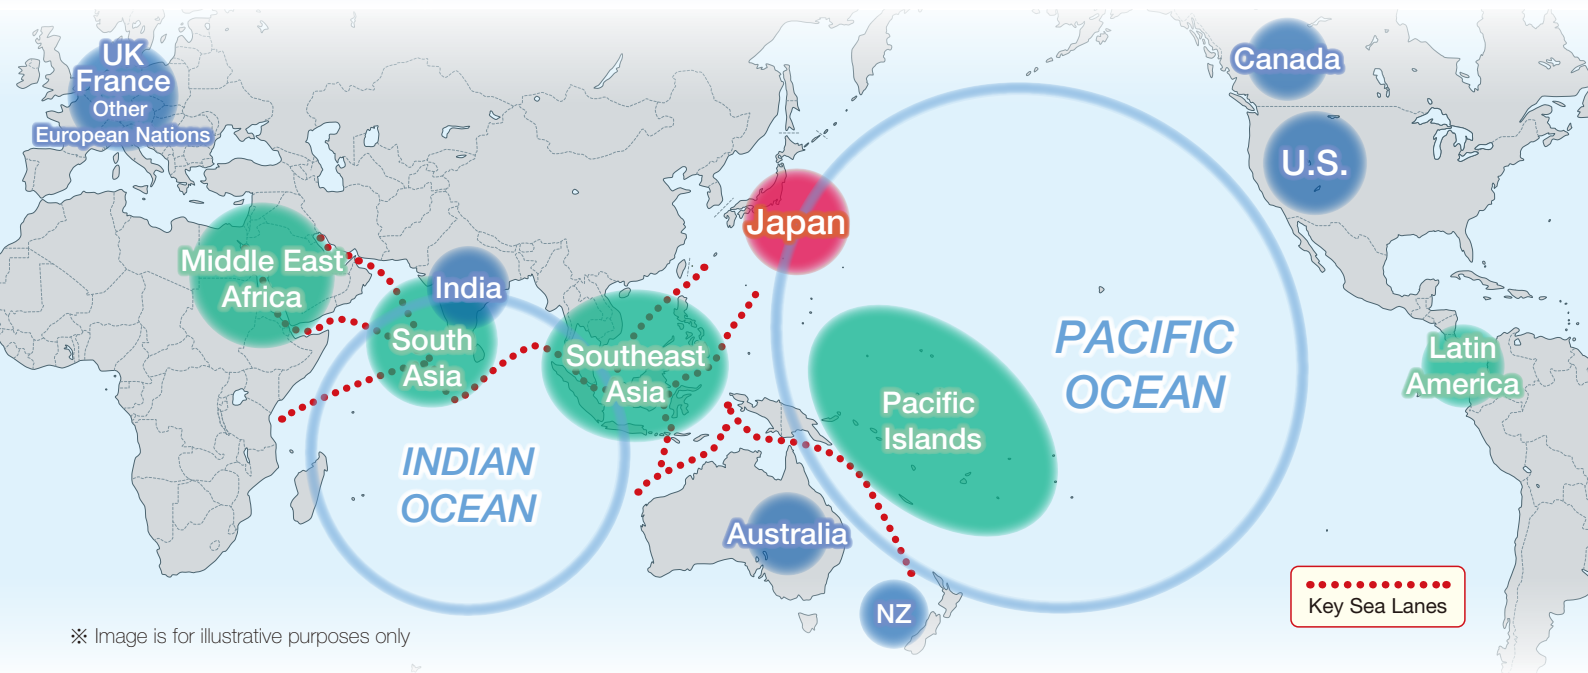 UK
France
Other
European Nations
Canada
U.S.
Japan
Middle East
Africa
India
South
Asia
Southeast
Asia
PACIFIC
OCEAN
Pacific
Islands
Latin
America
INDIAN
OCEAN
Australia
NZ
Key Sea Lanes
※ Image is for illustrative purposes only